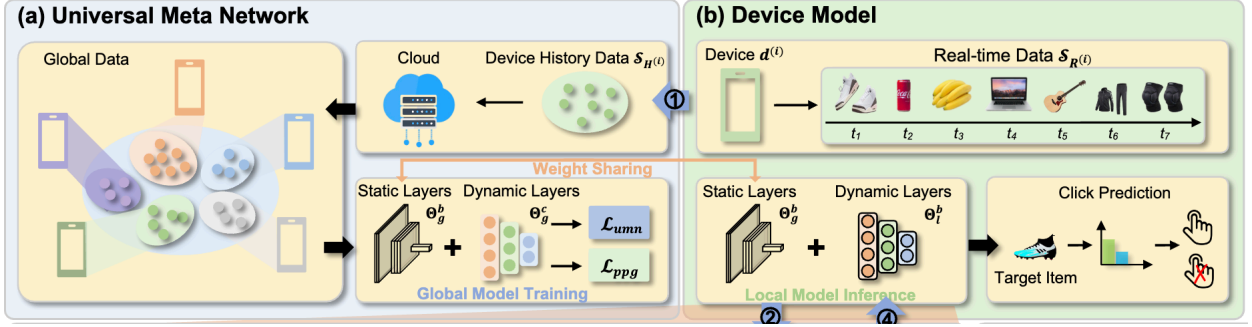 (a) Universal Meta Network
Global Data
Cloud
Device History Data 𝒮_H(i)
①
Weight Sharing
Static Layers
Θ_g^b
+
Dynamic Layers
Θ_g^c
ℒ_umn
ℒ_ppg
Global Model Training
(b) Device Model
Device d^(i)
Real-time Data 𝒮_R(i)
t1 t2 t3 t4 t5 t6 t7
Static Layers
Θ_g^b
+
Dynamic Layers
Θ_l^b
Local Model Inference
Click Prediction
Target Item
② ④